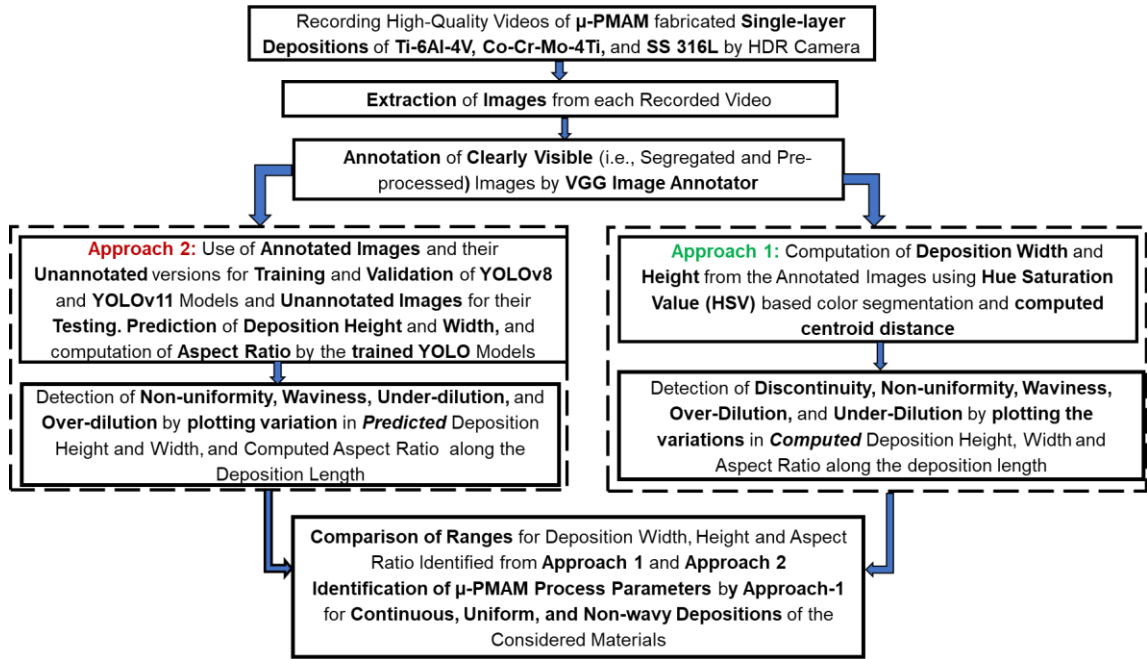 Recording High-Quality Videos of µ-PMAM fabricated Single-layer
Depositions of Ti-6Al-4V, Co-Cr-Mo-4Ti, and SS 316L by HDR Camera
Extraction of Images from each Recorded Video
Annotation of Clearly Visible (i.e., Segregated and Pre-
processed) Images by VGG Image Annotator
Approach 2: Use of Annotated Images and their
Unannotated versions for Training and Validation of YOLOv8
and YOLOv11 Models and Unannotated Images for their
Testing. Prediction of Deposition Height and Width, and
computation of Aspect Ratio by the trained YOLO Models
Detection of Non-uniformity, Waviness, Under-dilution, and
Over-dilution by plotting variation in Predicted Deposition
Height and Width, and Computed Aspect Ratio along the
Deposition Length
Approach 1: Computation of Deposition Width and
Height from the Annotated Images using Hue Saturation
Value (HSV) based color segmentation and computed
centroid distance
Detection of Discontinuity, Non-uniformity, Waviness,
Over-Dilution, and Under-Dilution by plotting the
variations in Computed Deposition Height, Width and
Aspect Ratio along the deposition length
Comparison of Ranges for Deposition Width, Height and Aspect
Ratio Identified from Approach 1 and Approach 2
Identification of µ-PMAM Process Parameters by Approach-1
for Continuous, Uniform, and Non-wavy Depositions of the
Considered Materials